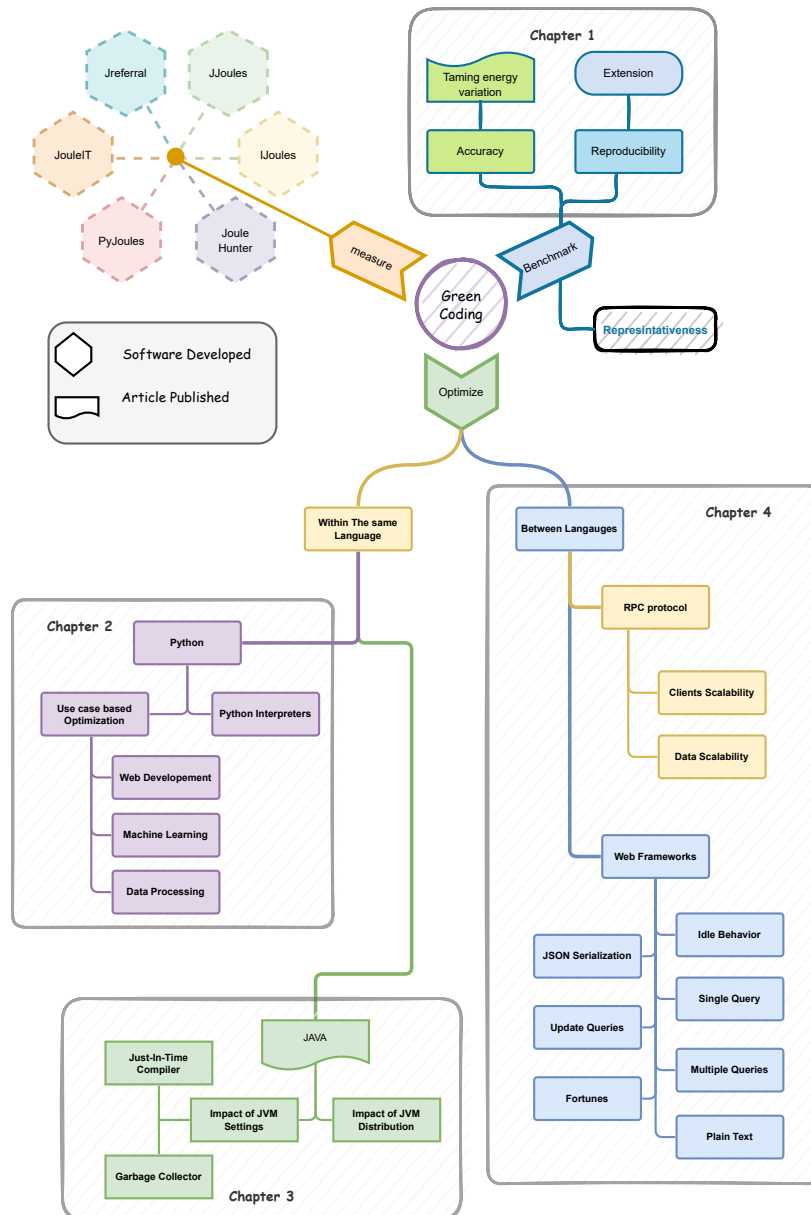 Chapter 1
Taming energy
variation
Extension
Accuracy
Reproducibility
Jreferral
JJoules
JouleIT
IJoules
PyJoules
Joule
Hunter
measure
Benchmark
Green
Coding
Represintativeness
Software Developed
Article Published
Optimize
Within The same
Language
Between Langauges
Chapter 4
RPC protocol
Clients Scalability
Data Scalability
Chapter 2
Python
Use case based
Optimization
Python Interpreters
Web Developement
Machine Learning
Data Processing
Web Frameworks
Idle Behavior
JSON Serialization
Single Query
Update Queries
Multiple Queries
Fortunes
Plain Text
JAVA
Just-In-Time
Compiler
Impact of JVM
Settings
Impact of JVM
Distribution
Garbage Collector
Chapter 3